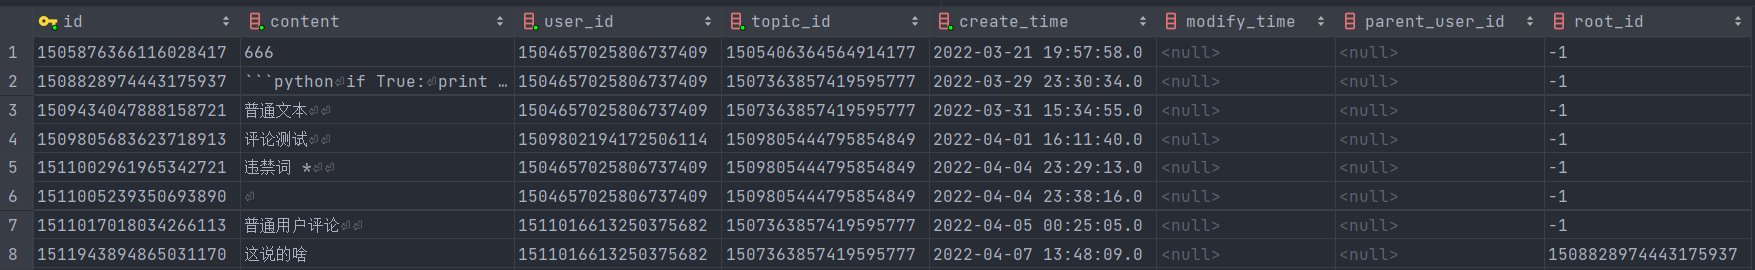 id content user_id topic_id create_time modify_time parent_user_id root_id
1 1505876366116028417 666 1504657025806737409 1505406364564914177 2022-03-21 19:57:58.0 <null> <null> -1
2 1508828974443175937 ```python⏎if True:⏎print … 1504657025806737409 1507363857419595777 2022-03-29 23:30:34.0 <null> <null> -1
3 1509434047888158721 普通文本⏎⏎ 1504657025806737409 1507363857419595777 2022-03-31 15:34:55.0 <null> <null> -1
4 1509805683623718913 评论测试⏎⏎ 1509802194172506114 1509805444795854849 2022-04-01 16:11:40.0 <null> <null> -1
5 1511002961965342721 违禁词 *⏎⏎ 1504657025806737409 1509805444795854849 2022-04-04 23:29:13.0 <null> <null> -1
6 1511005239350693890 ⏎ 1504657025806737409 1509805444795854849 2022-04-04 23:38:16.0 <null> <null> -1
7 1511017018034266113 普通用户评论⏎⏎ 1511016613250375682 1507363857419595777 2022-04-05 00:25:05.0 <null> <null> -1
8 1511943894865031170 这说的啥 1511016613250375682 1507363857419595777 2022-04-07 13:48:09.0 <null> <null> 1508828974443175937